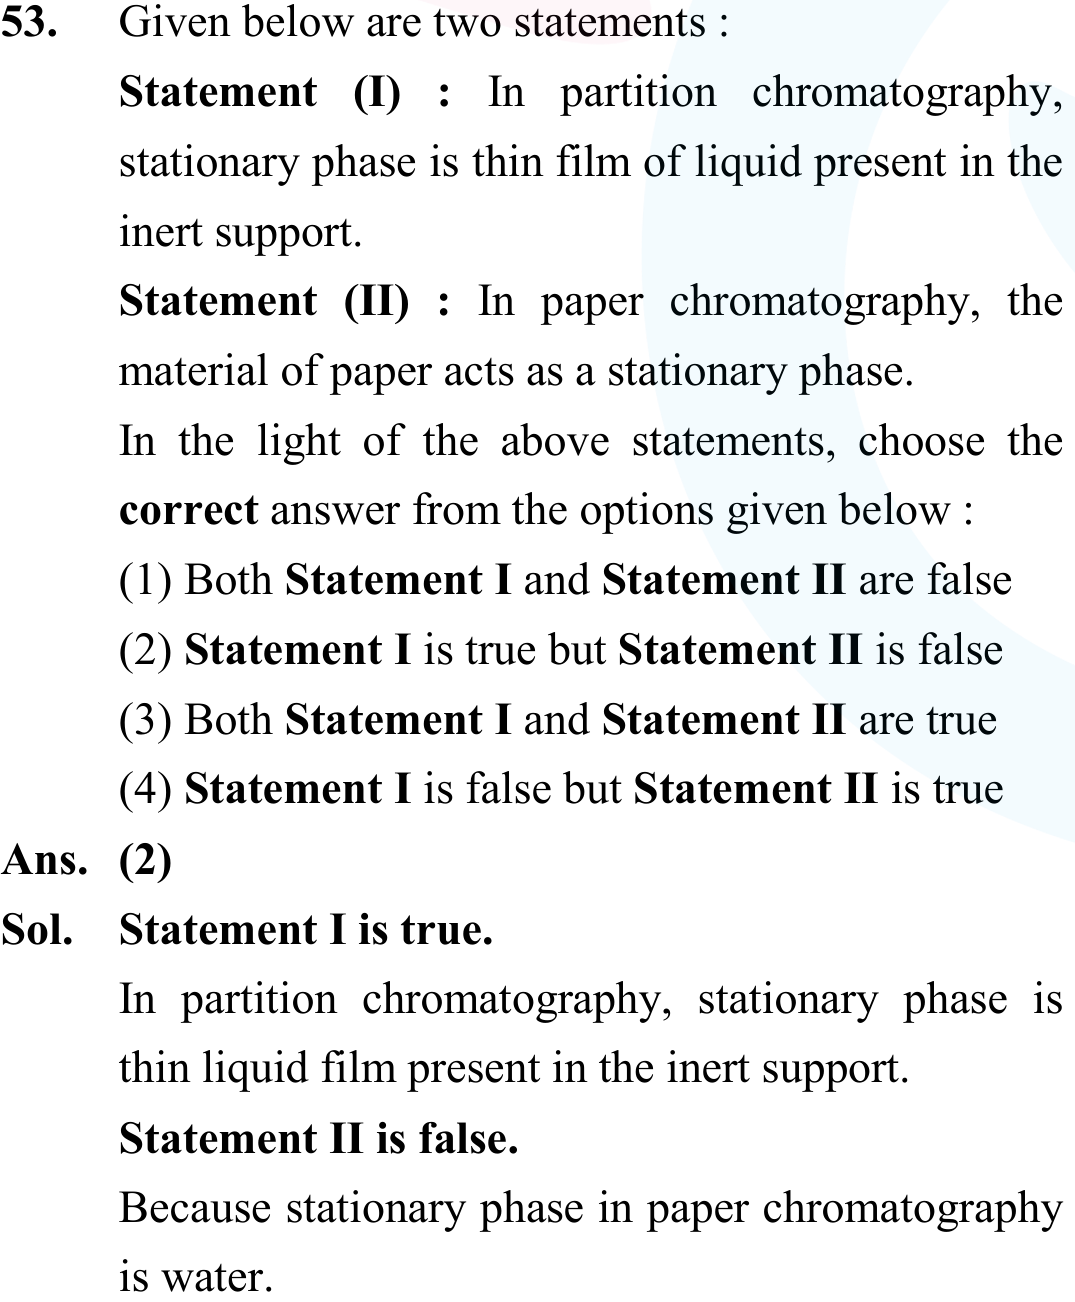 53. Given below are two statements :
Statement (I) : In partition chromatography,
stationary phase is thin film of liquid present in the
inert support.
Statement (II) : In paper chromatography, the
material of paper acts as a stationary phase.
In the light of the above statements, choose the
correct answer from the options given below :
(1) Both Statement I and Statement II are false
(2) Statement I is true but Statement II is false
(3) Both Statement I and Statement II are true
(4) Statement I is false but Statement II is true
Ans. (2)
Sol. Statement I is true.
In partition chromatography, stationary phase is
thin liquid film present in the inert support.
Statement II is false.
Because stationary phase in paper chromatography
is water.